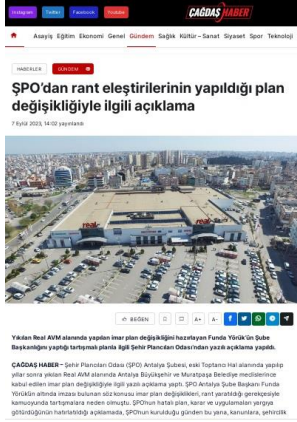 Instagram Twitter Facebook Youtube
ÇAĞDAŞ HABER
Asayiş Eğitim Ekonomi Genel Gündem Sağlık Kültür – Sanat Siyaset Spor Teknoloji
HABERLER GÜNDEM
ŞPO’dan rant eleştirilerinin yapıldığı plan
değişikliğiyle ilgili açıklama
7 Eylül 2023, 14:02 yayınlandı
real
BEĞEN A+ A-
Yıkılan Real AVM alanında yapılan imar plan değişikliğini hazırlayan Funda Yörük’ün Şube
Başkanlığını yaptığı tartışmalı planla ilgili Şehir Plancıları Odası’ndan yazılı açıklama yapıldı.
ÇAĞDAŞ HABER – Şehir Plancıları Odası (ŞPO) Antalya Şubesi, eski Toptancı Hal alanında yapılıp
yıllar sonra yıkılan Real AVM alanında Antalya Büyükşehir ve Muratpaşa Belediye meclislerince
kabul edilen imar plan değişikliğiyle ilgili yazılı açıklama yaptı. ŞPO Antalya Şube Başkanı Funda
Yörük’ün altında imzası bulunan söz konusu imar plan değişiklikleri, rant yaratıldığı gerekçesiyle
kamuoyunda tartışmalara neden olmuştu. ŞPO’nun hatalı plan, karar ve uygulamaları yargıya
götürdüğünün hatırlatıldığı açıklamada, ŞPO’nun kurulduğu günden bu yana, kanunlara, şehircilik